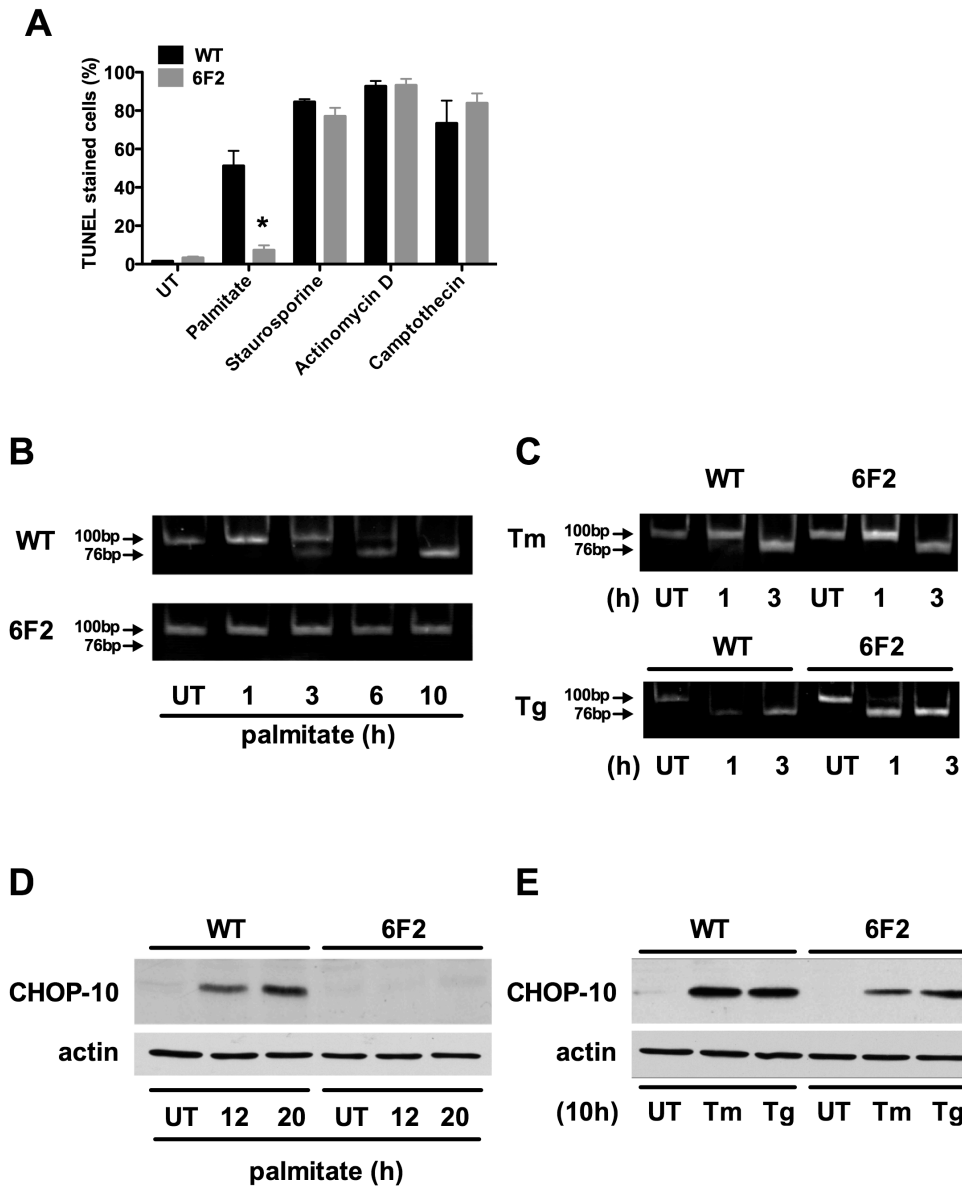 A
WT
6F2
TUNEL stained cells (%)
100
80
60
40
20
0
*
UT
Palmitate
Staurosporine
Actinomycin D
Camptothecin
B
WT
100bp
76bp
6F2
100bp
76bp
UT 1 3 6 10
palmitate (h)
C
WT 6F2
Tm
100bp
76bp
(h) UT 1 3 UT 1 3
WT 6F2
Tg
100bp
76bp
(h) UT 1 3 UT 1 3
D
WT 6F2
CHOP-10
actin
UT 12 20 UT 12 20
palmitate (h)
E
WT 6F2
CHOP-10
actin
(10h) UT Tm Tg UT Tm Tg